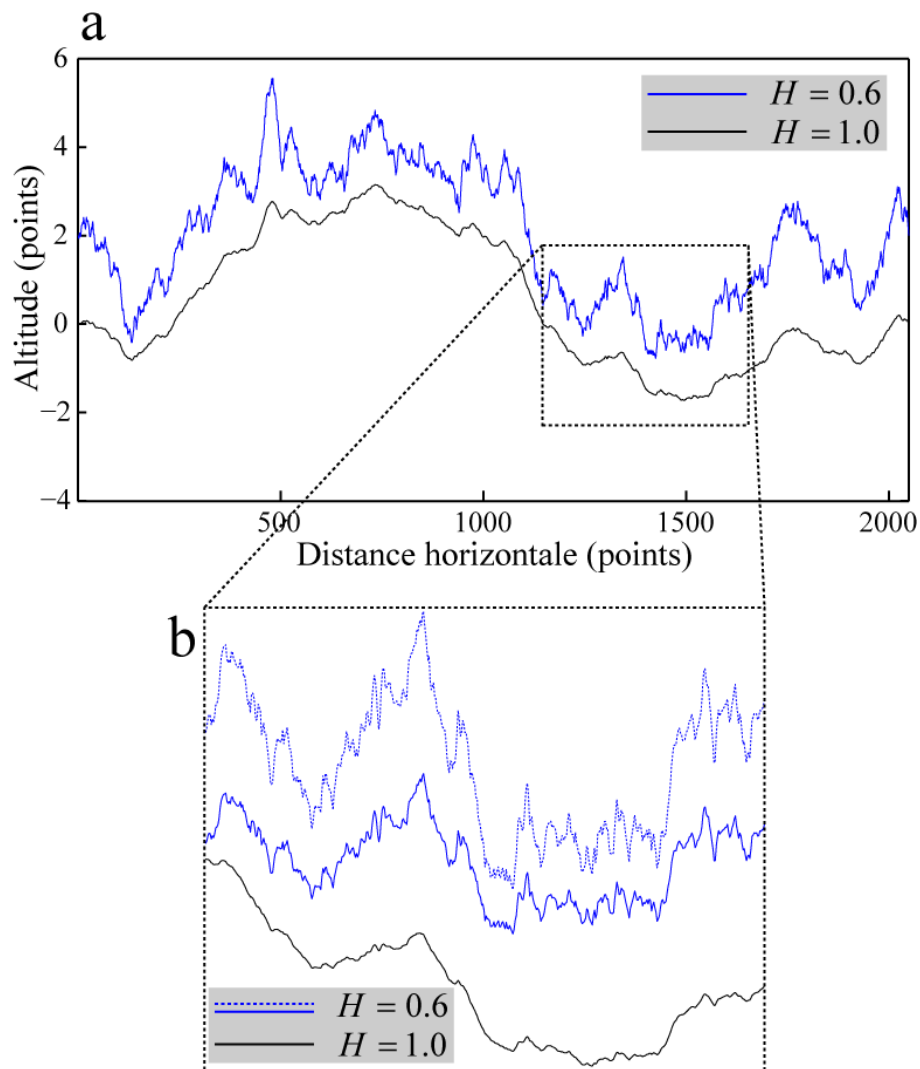 a
6
4
2
0
−2
−4
Altitude (points)
H = 0.6
H = 1.0
500
1000
1500
2000
Distance horizontale (points)
b
H = 0.6
H = 1.0